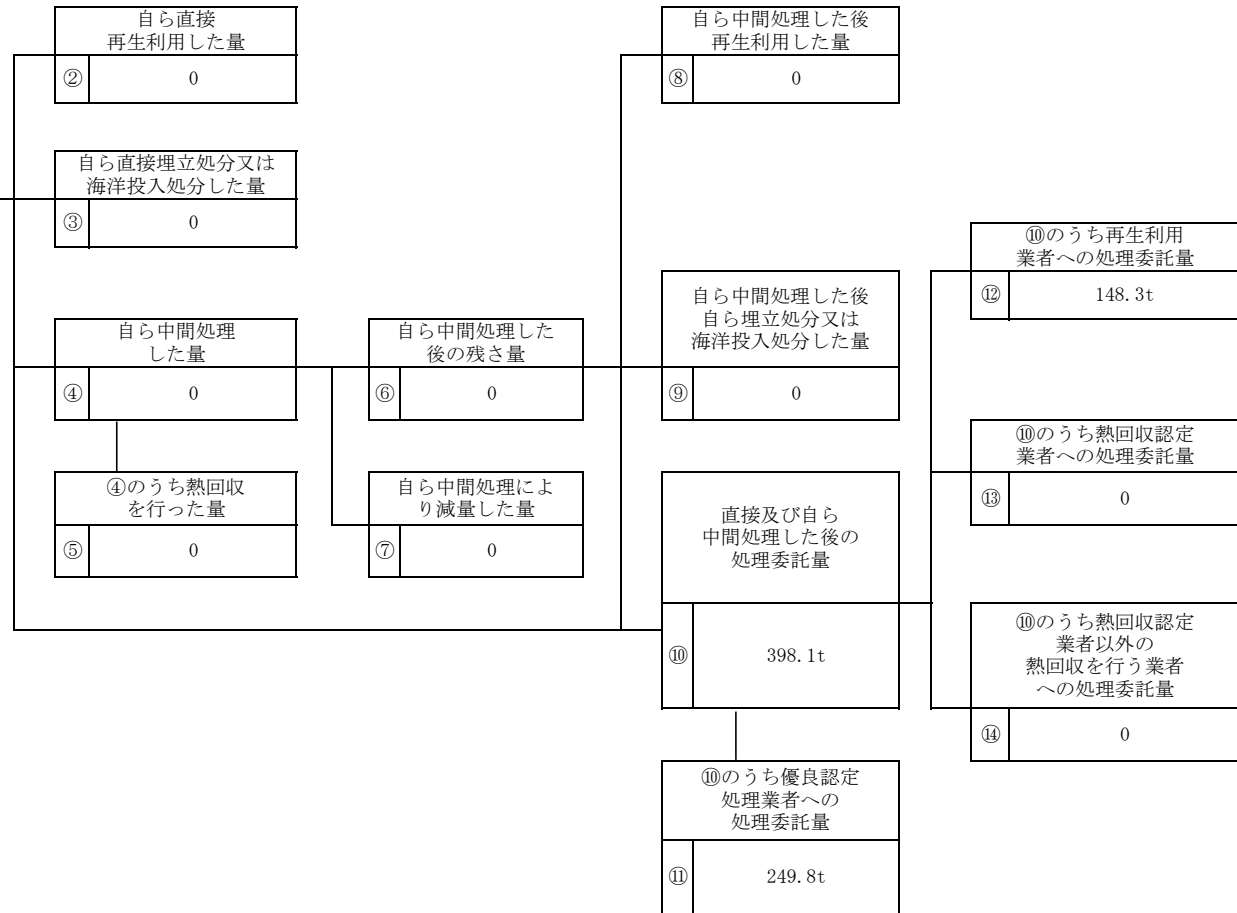 自ら直接
再生利用した量
② 0
自ら直接埋立処分又は
海洋投入処分した量
③ 0
自ら中間処理
した量
④ 0
④のうち熱回収
を行った量
⑤ 0
自ら中間処理した
後の残さ量
⑥ 0
自ら中間処理によ
り減量した量
⑦ 0
自ら中間処理した後
再生利用した量
⑧ 0
自ら中間処理した後
自ら埋立処分又は
海洋投入処分した量
⑨ 0
直接及び自ら
中間処理した後の
処理委託量
⑩ 398.1t
⑩のうち優良認定
処理業者への
処理委託量
⑪ 249.8t
⑩のうち再生利用
業者への処理委託量
⑫ 148.3t
⑩のうち熱回収認定
業者への処理委託量
⑬ 0
⑩のうち熱回収認定
業者以外の
熱回収を行う業者
への処理委託量
⑭ 0